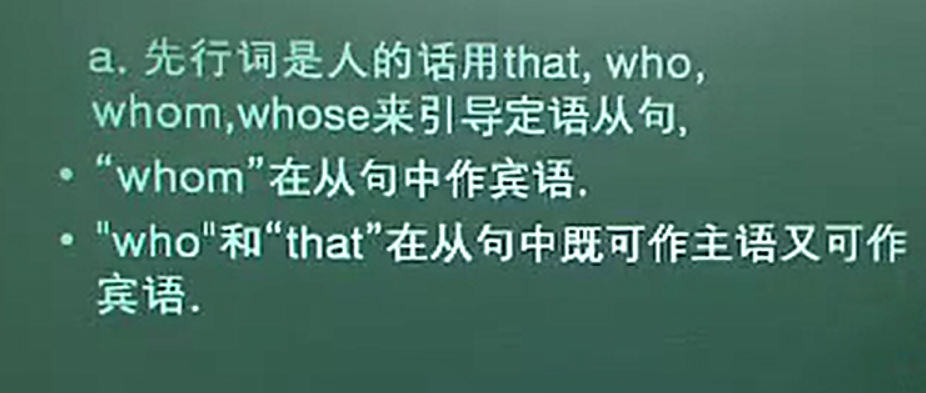 a. 先行词是人的话用that, who,
whom,whose来引导定语从句,
• “whom”在从句中作宾语.
• "who"和“that”在从句中既可作主语又可作
宾语.